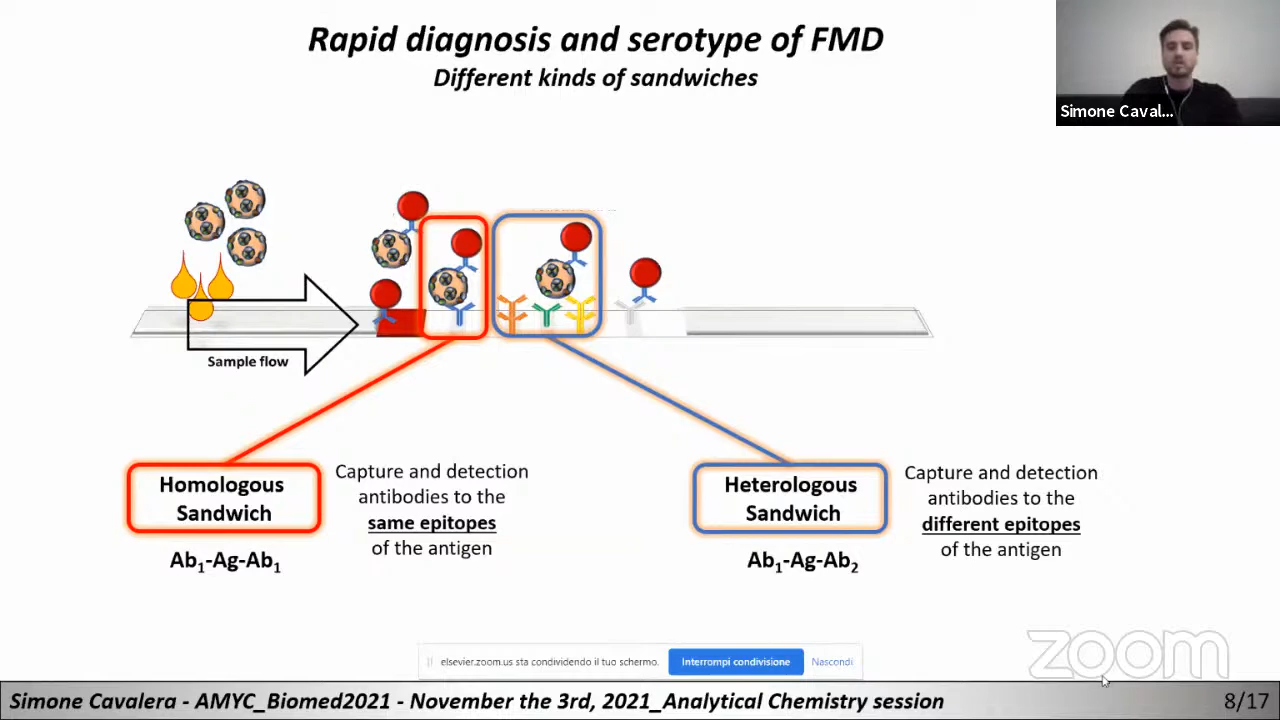 Rapid diagnosis and serotype of FMD
Different kinds of sandwiches
Simone Caval...
Sample flow
Homologous
Sandwich
Ab₁-Ag-Ab₁
Capture and detection
antibodies to the
same epitopes
of the antigen
Heterologous
Sandwich
Ab₁-Ag-Ab₂
Capture and detection
antibodies to the
different epitopes
of the antigen
zoom
elsevier.zoom.us sta condividendo il tuo schermo.
Interrompi condivisione
Nascondi
Simone Cavalera - AMYC_Biomed2021 - November the 3rd, 2021_Analytical Chemistry session
8/17